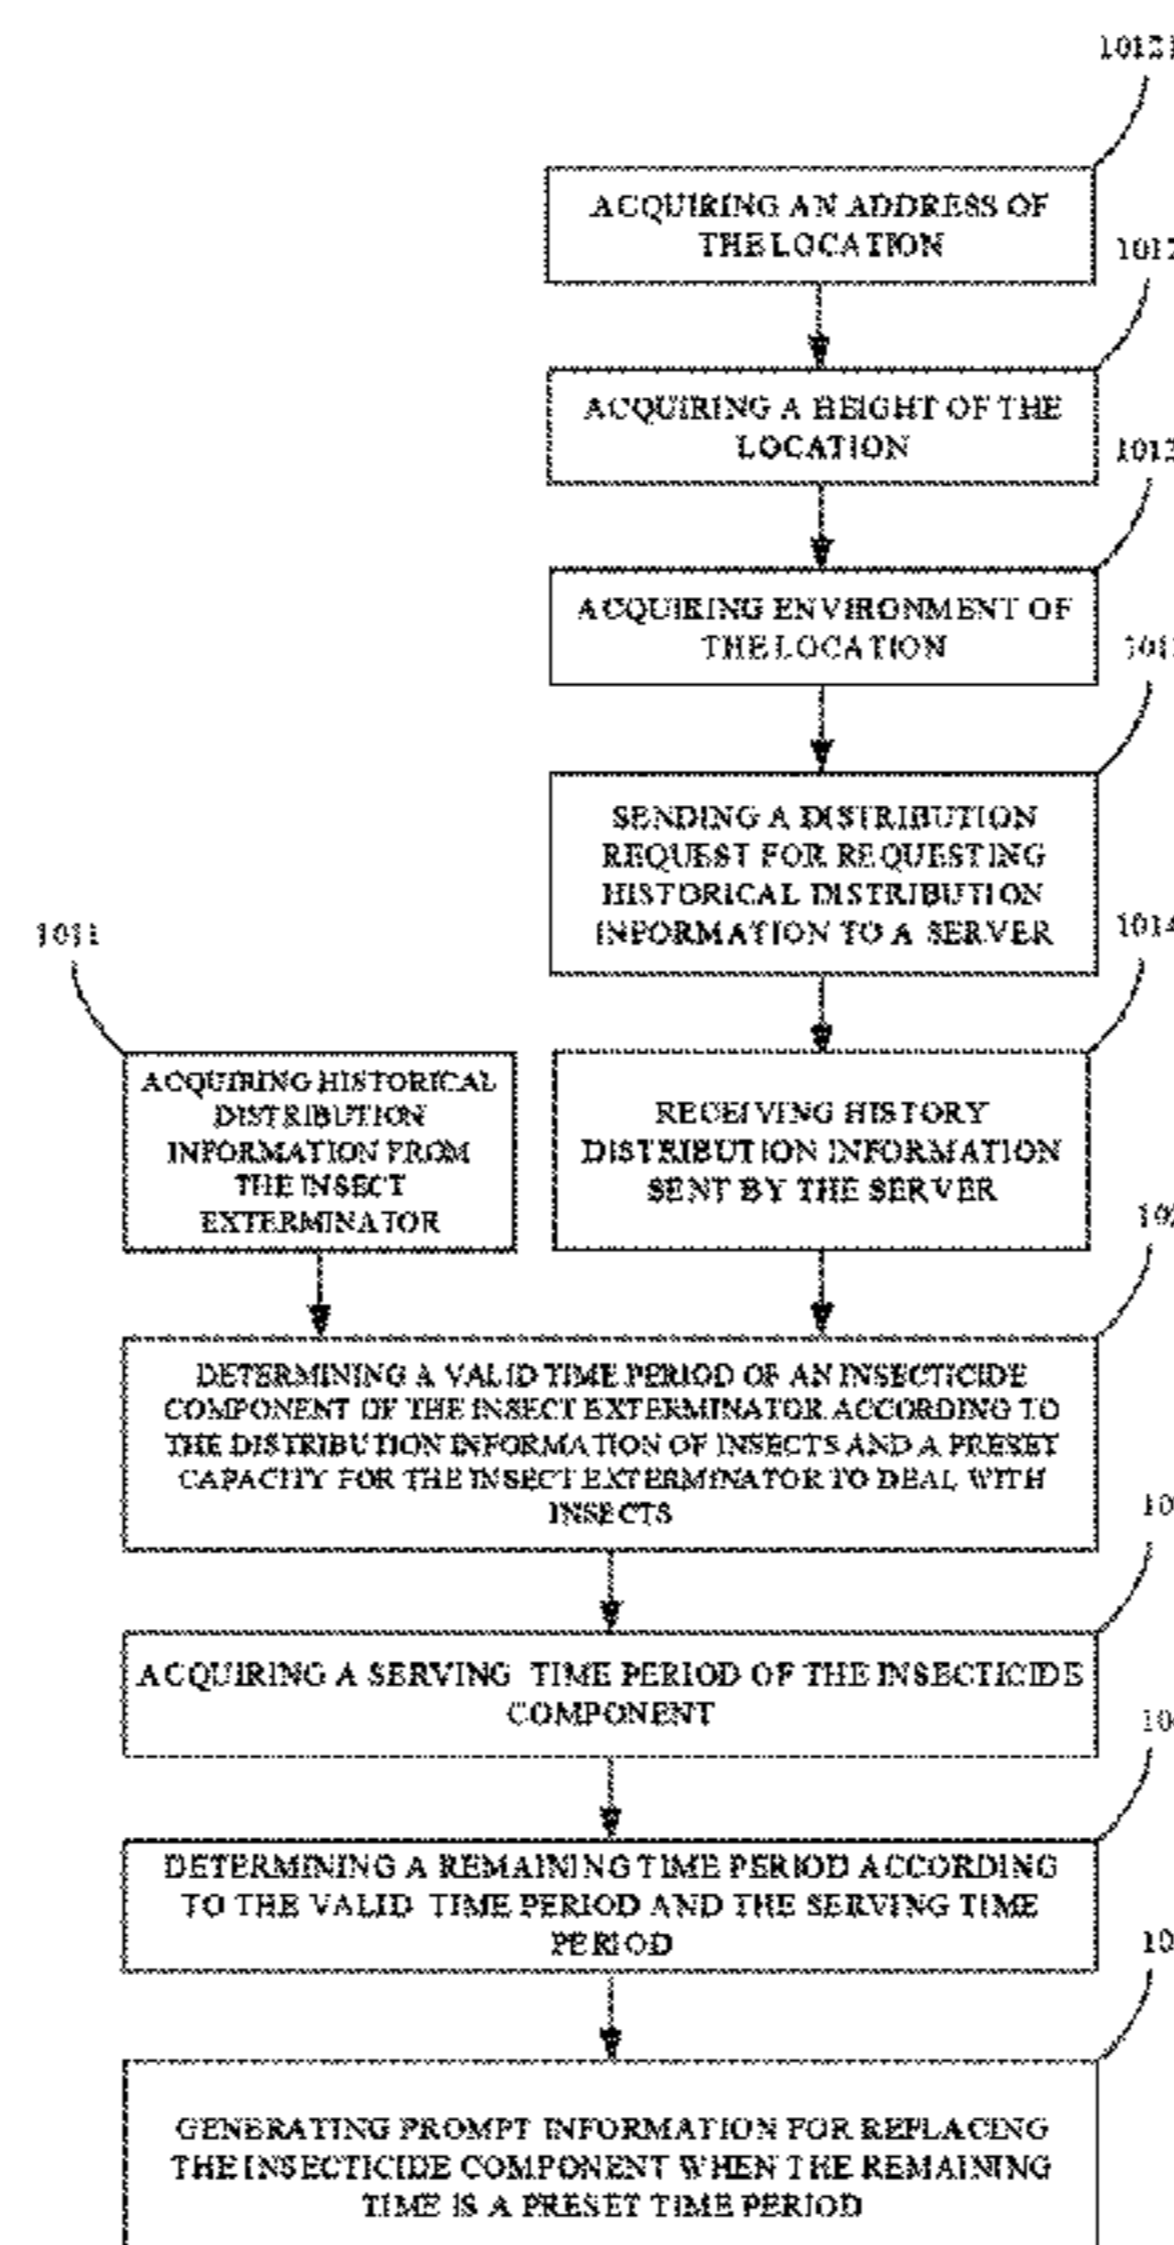 ACQUIRING AN ADDRESS OF
THE LOCATION
ACQUIRING A HEIGHT OF THE
LOCATION
ACQUIRING ENVIRONMENT OF
THE LOCATION
SENDING A DISTRIBUTION
REQUEST FOR REQUESTING
HISTORICAL DISTRIBUTION
INFORMATION TO A SERVER
1014
1011
ACQUIRING HISTORICAL
DISTRIBUTION
INFORMATION FROM
THE INSECT
EXTERMINATOR
RECEIVING HISTORY
DISTRIBUTION INFORMATION
SENT BY THE SERVER
DETERMINING A VALID TIME PERIOD OF AN INSECTICIDE
COMPONENT OF THE INSECT EXTERMINATOR ACCORDING TO
THE DISTRIBUTION INFORMATION OF INSECTS AND A PRESET
CAPACITY FOR THE INSECT EXTERMINATOR TO DEAL WITH
INSECTS
ACQUIRING A SERVING TIME PERIOD OF THE INSECTICIDE
COMPONENT
DETERMINING A REMAINING TIME PERIOD ACCORDING
TO THE VALID TIME PERIOD AND THE SERVING TIME
PERIOD
GENERATING PROMPT INFORMATION FOR REPLACING
THE INSECTICIDE COMPONENT WHEN THE REMAINING
TIME IS A PRESET TIME PERIOD